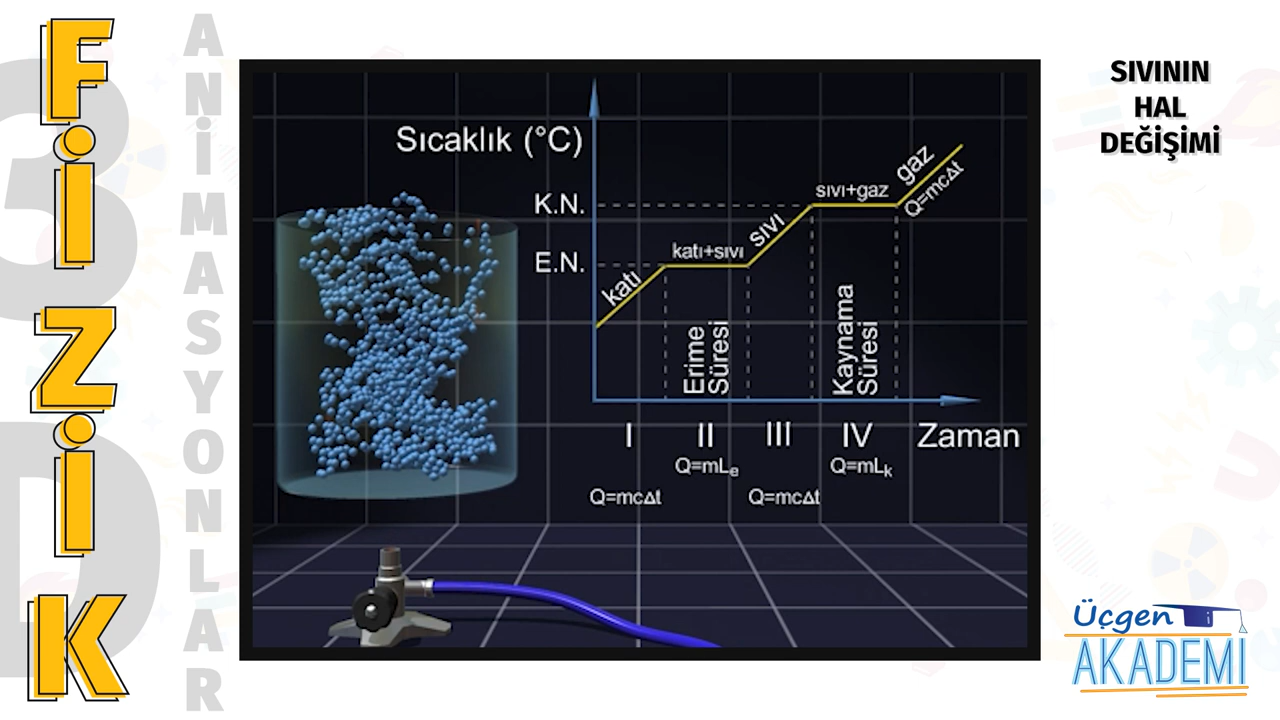 FİZİK
3D
ANİMASYONLAR
SIVININ
HAL
DEĞİŞİMİ
Sıcaklık (°C)
K.N.
E.N.
katı
katı+sıvı
sıvı
sıvı+gaz
gaz
Q=mcΔt
Erime
Süresi
Kaynama
Süresi
I II III IV Zaman
Q=mLe Q=mLk
Q=mcΔt Q=mcΔt
Üçgen
AKADEMİ